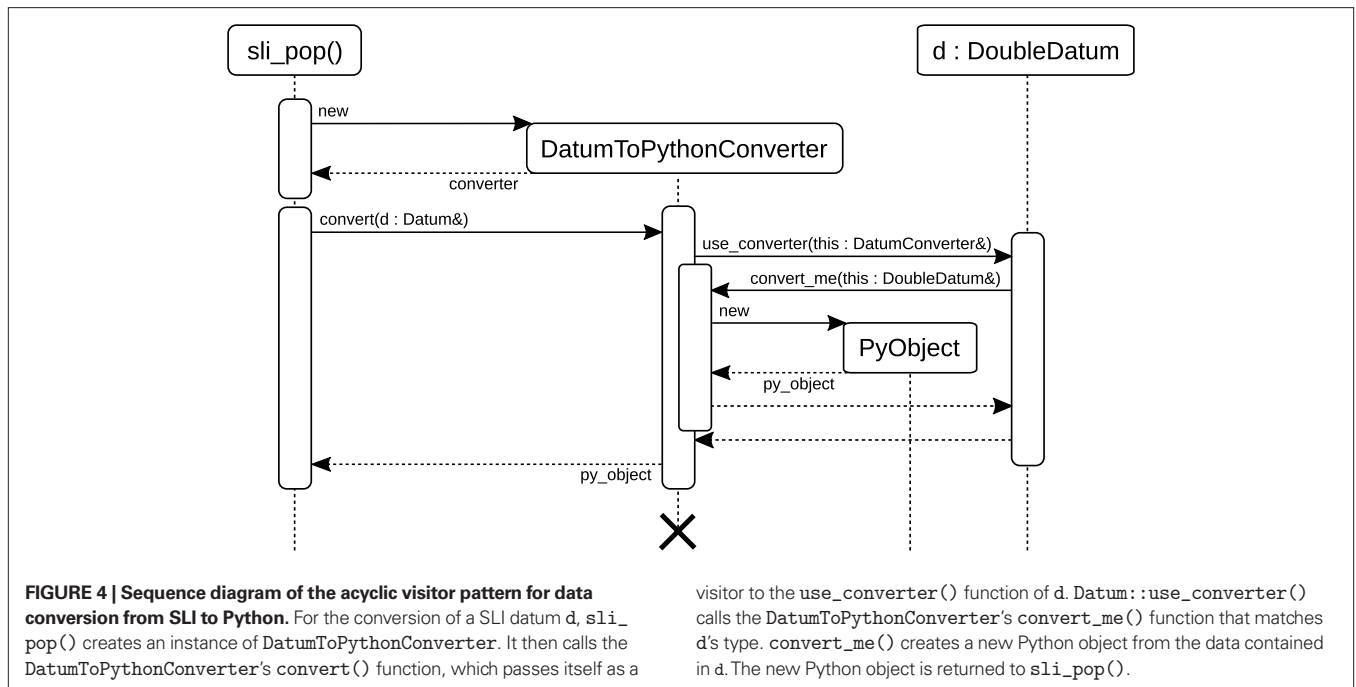 sli_pop()
d : DoubleDatum
new
DatumToPythonConverter
converter
convert(d : Datum&)
use_converter(this : DatumConverter&)
convert_me(this : DoubleDatum&)
new
PyObject
py_object
py_object
FIGURE 4 | Sequence diagram of the acyclic visitor pattern for data
conversion from SLI to Python. For the conversion of a SLI datum d, sli_
pop() creates an instance of DatumToPythonConverter. It then calls the
DatumToPythonConverter's convert() function, which passes itself as a
visitor to the use_converter() function of d. Datum::use_converter()
calls the DatumToPythonConverter's convert_me() function that matches
d's type. convert_me() creates a new Python object from the data contained
in d. The new Python object is returned to sli_pop().